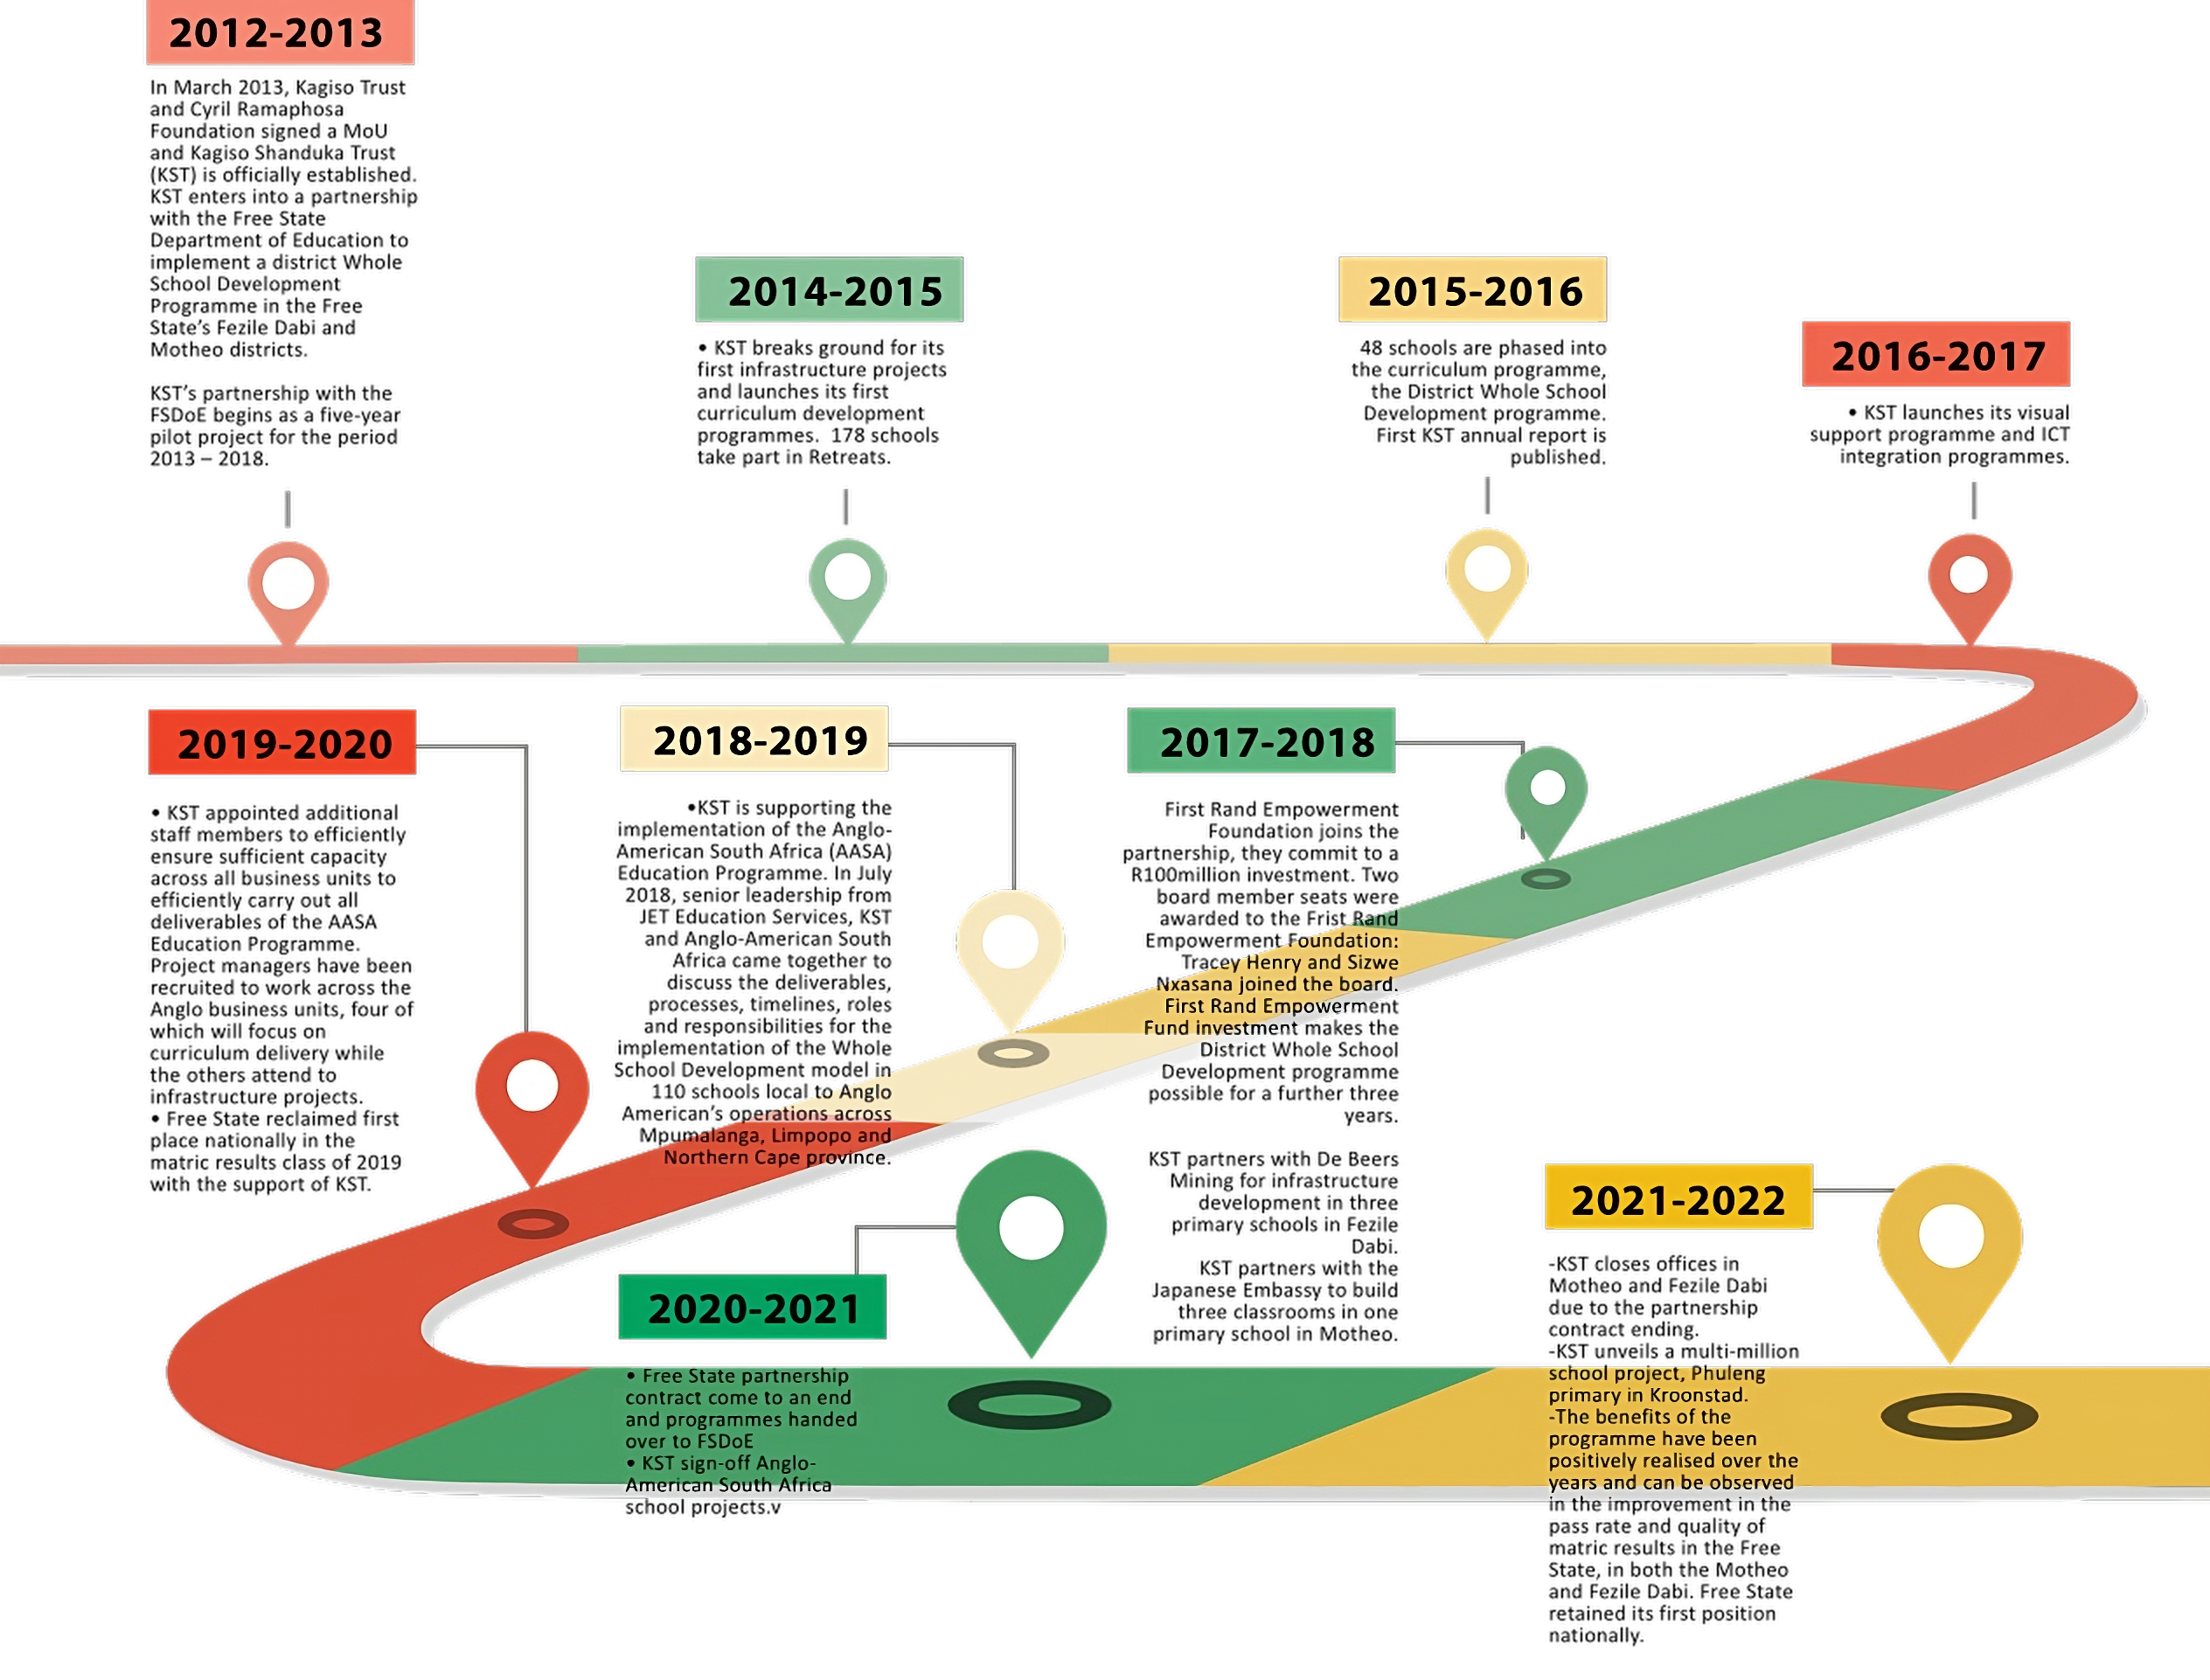 2012-2013
In March 2013, Kagiso Trust
and Cyril Ramaphosa
Foundation signed a MoU
and Kagiso Shanduka Trust
(KST) is officially established.
KST enters into a partnership
with the Free State
Department of Education to
implement a district Whole
School Development
Programme in the Free
State's Fezile Dabi and
Motheo districts.
KST's partnership with the
FSDoE begins as a five-year
pilot project for the period
2013 – 2018.
2014-2015
• KST breaks ground for its
first infrastructure projects
and launches its first
curriculum development
programmes. 178 schools
take part in Retreats.
2015-2016
48 schools are phased into
the curriculum programme,
the District Whole School
Development programme.
First KST annual report is
published.
2016-2017
• KST launches its visual
support programme and ICT
integration programmes.
2017-2018
First Rand Empowerment
Foundation joins the
partnership, they commit to a
R100million investment. Two
board member seats were
awarded to the Frist Rand
Empowerment Foundation:
Tracey Henry and Sizwe
Nxasana joined the board.
First Rand Empowerment
Fund investment makes the
District Whole School
Development programme
possible for a further three
years.
KST partners with De Beers
Mining for infrastructure
development in three
primary schools in Fezile
Dabi.
KST partners with the
Japanese Embassy to build
three classrooms in one
primary school in Motheo.
2018-2019
•KST is supporting the
implementation of the Anglo-
American South Africa (AASA)
Education Programme. In July
2018, senior leadership from
JET Education Services, KST
and Anglo-American South
Africa came together to
discuss the deliverables,
processes, timelines, roles
and responsibilities for the
implementation of the Whole
School Development model in
110 schools local to Anglo
American's operations across
Mpumalanga, Limpopo and
Northern Cape province.
2019-2020
• KST appointed additional
staff members to efficiently
ensure sufficient capacity
across all business units to
efficiently carry out all
deliverables of the AASA
Education Programme.
Project managers have been
recruited to work across the
Anglo business units, four of
which will focus on
curriculum delivery while
the others attend to
infrastructure projects.
• Free State reclaimed first
place nationally in the
matric results class of 2019
with the support of KST.
2020-2021
• Free State partnership
contract come to an end
and programmes handed
over to FSDoE
• KST sign-off Anglo-
American South Africa
school projects.v
2021-2022
-KST closes offices in
Motheo and Fezile Dabi
due to the partnership
contract ending.
-KST unveils a multi-million
school project, Phuleng
primary in Kroonstad.
-The benefits of the
programme have been
positively realised over the
years and can be observed
in the improvement in the
pass rate and quality of
matric results in the Free
State, in both the Motheo
and Fezile Dabi. Free State
retained its first position
nationally.